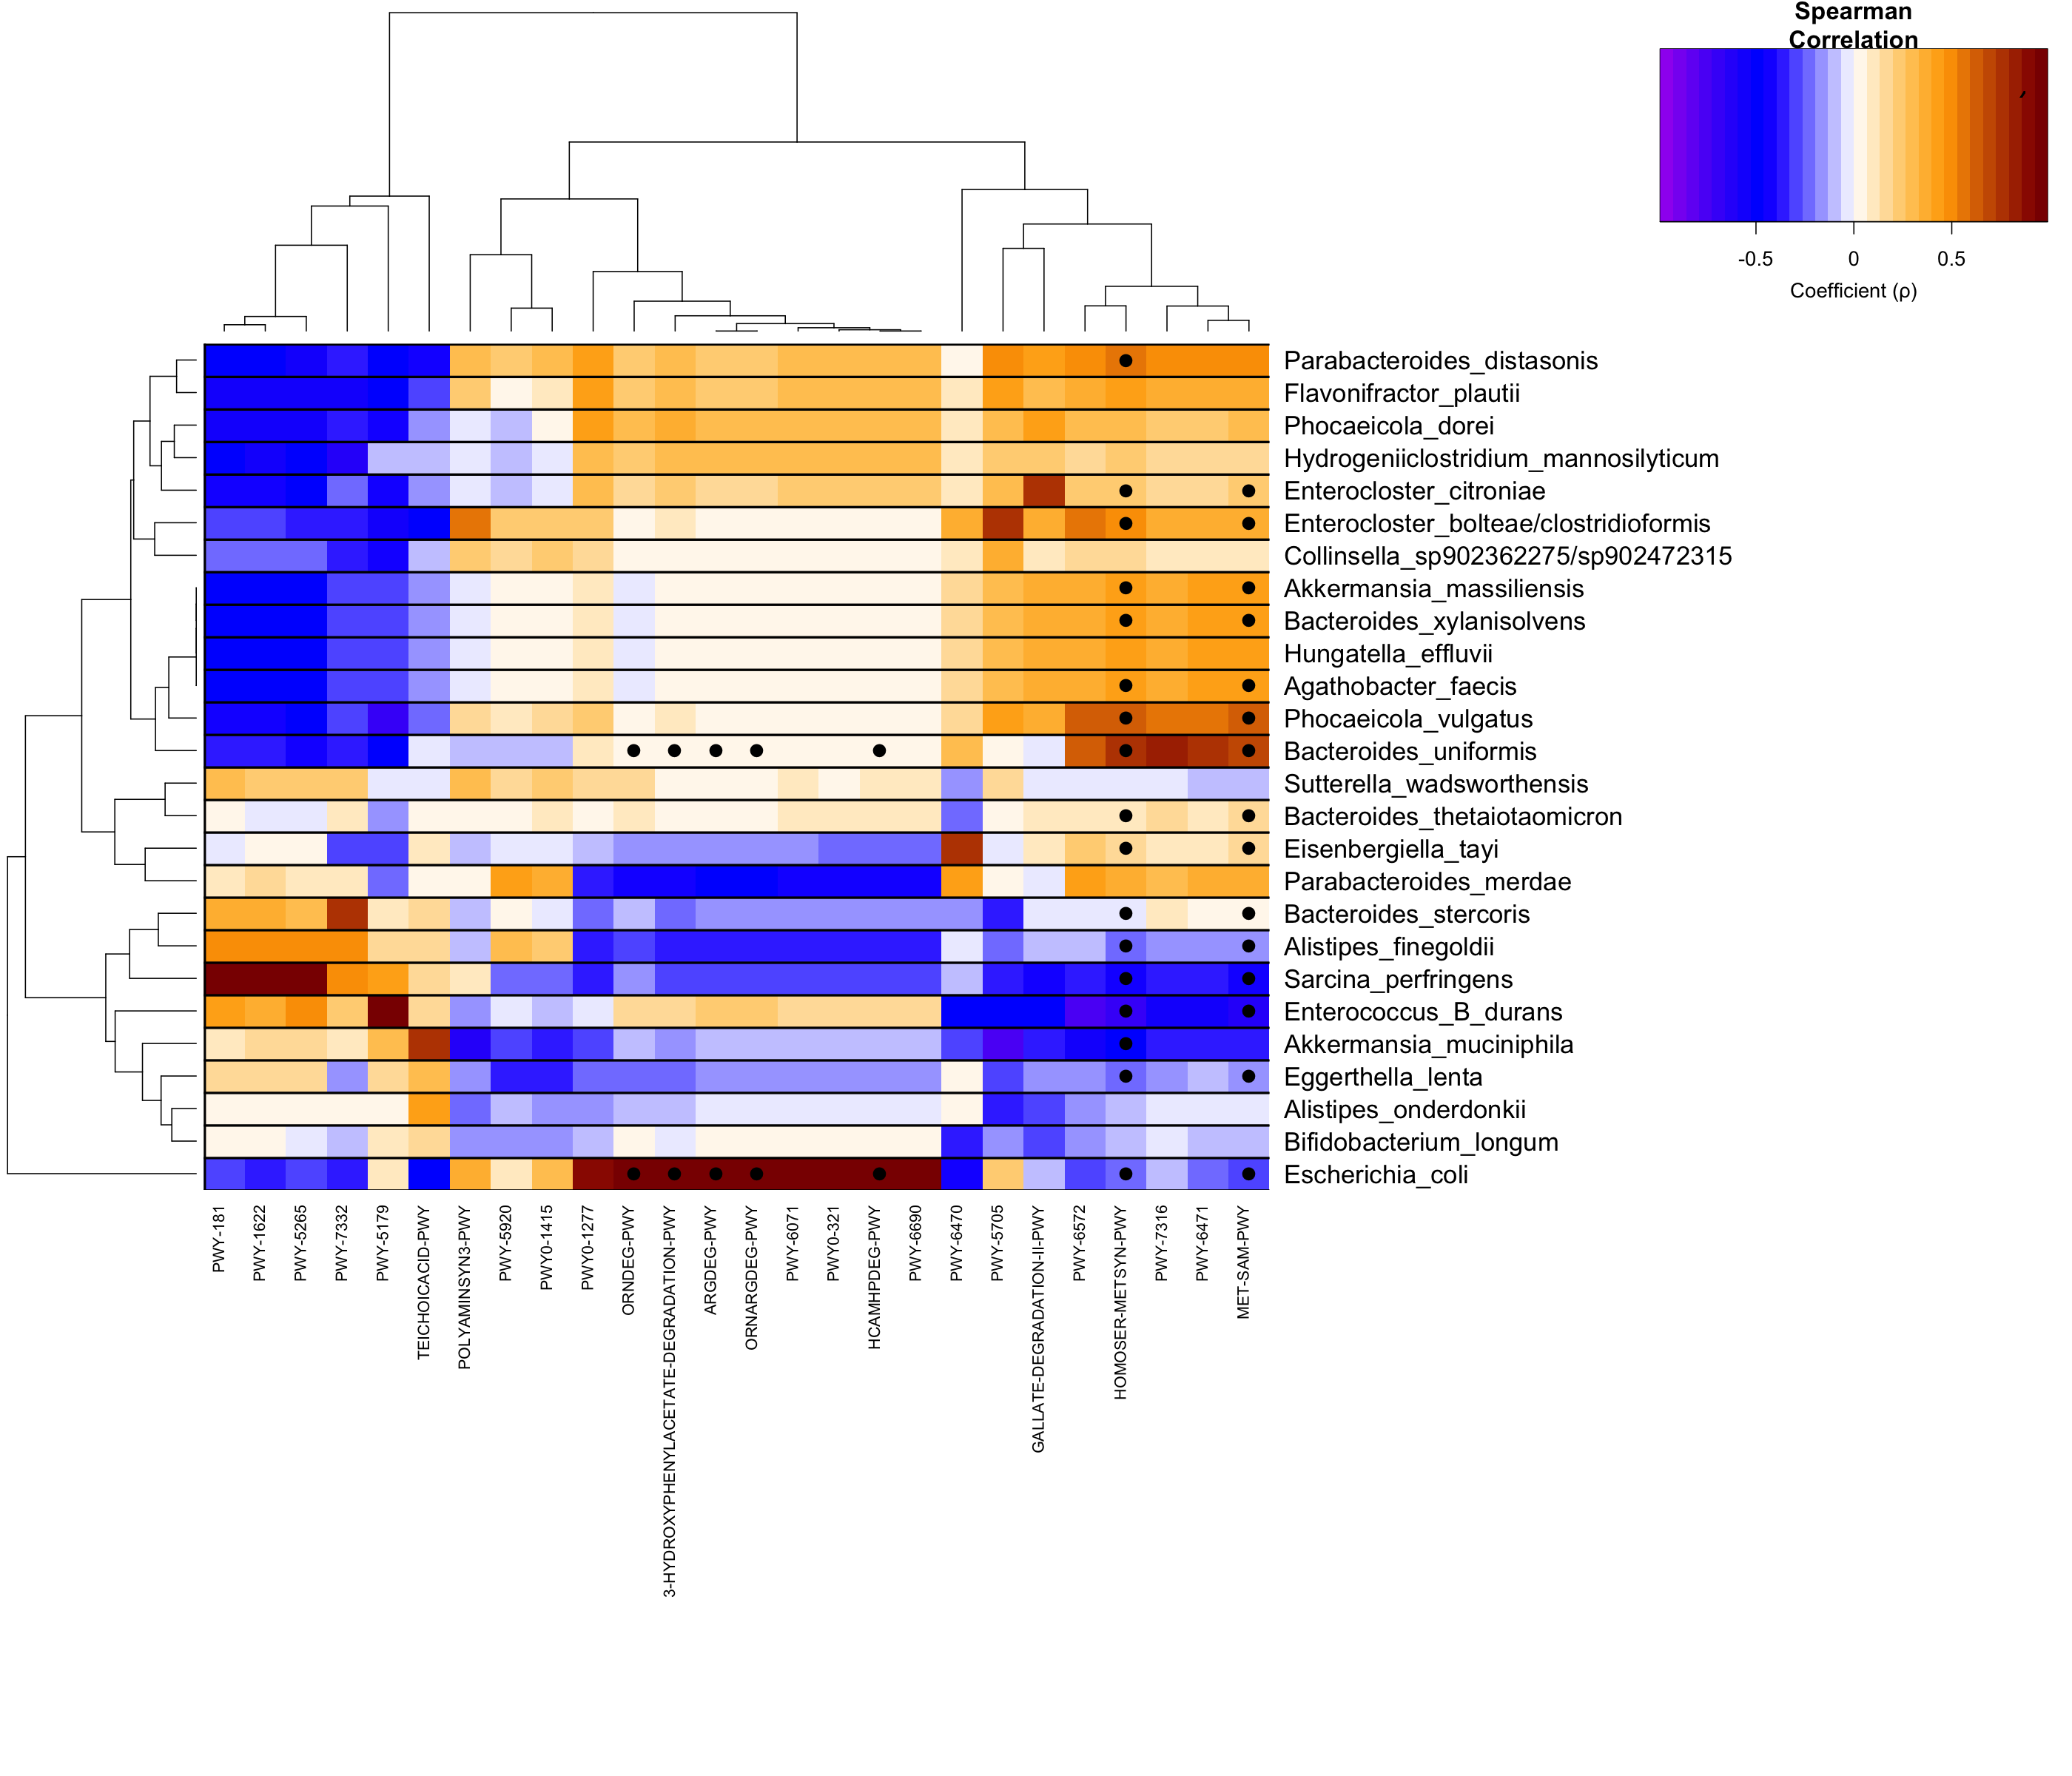 Spearman
Correlation
-0.5 0 0.5
Coefficient (ρ)
Parabacteroides_distasonis
Flavonifractor_plautii
Phocaeicola_dorei
Hydrogeniiclostridium_mannosilyticum
Enterocloster_citroniae
Enterocloster_bolteae/clostridioformis
Collinsella_sp902362275/sp902472315
Akkermansia_massiliensis
Bacteroides_xylanisolvens
Hungatella_effluvii
Agathobacter_faecis
Phocaeicola_vulgatus
Bacteroides_uniformis
Sutterella_wadsworthensis
Bacteroides_thetaiotaomicron
Eisenbergiella_tayi
Parabacteroides_merdae
Bacteroides_stercoris
Alistipes_finegoldii
Sarcina_perfringens
Enterococcus_B_durans
Akkermansia_muciniphila
Eggerthella_lenta
Alistipes_onderdonkii
Bifidobacterium_longum
Escherichia_coli
PWY-181
PWY-1622
PWY-5265
PWY-7332
PWY-5179
TEICHOICACID-PWY
POLYAMINSYN3-PWY
PWY-5920
PWY0-1415
PWY0-1277
ORNDEG-PWY
3-HYDROXYPHENYLACETATE-DEGRADATION-PWY
ARGDEG-PWY
ORNARGDEG-PWY
PWY-6071
PWY0-321
HCAMHPDEG-PWY
PWY-6690
PWY-6470
PWY-5705
GALLATE-DEGRADATION-II-PWY
PWY-6572
HOMOSER-METSYN-PWY
PWY-7316
PWY-6471
MET-SAM-PWY